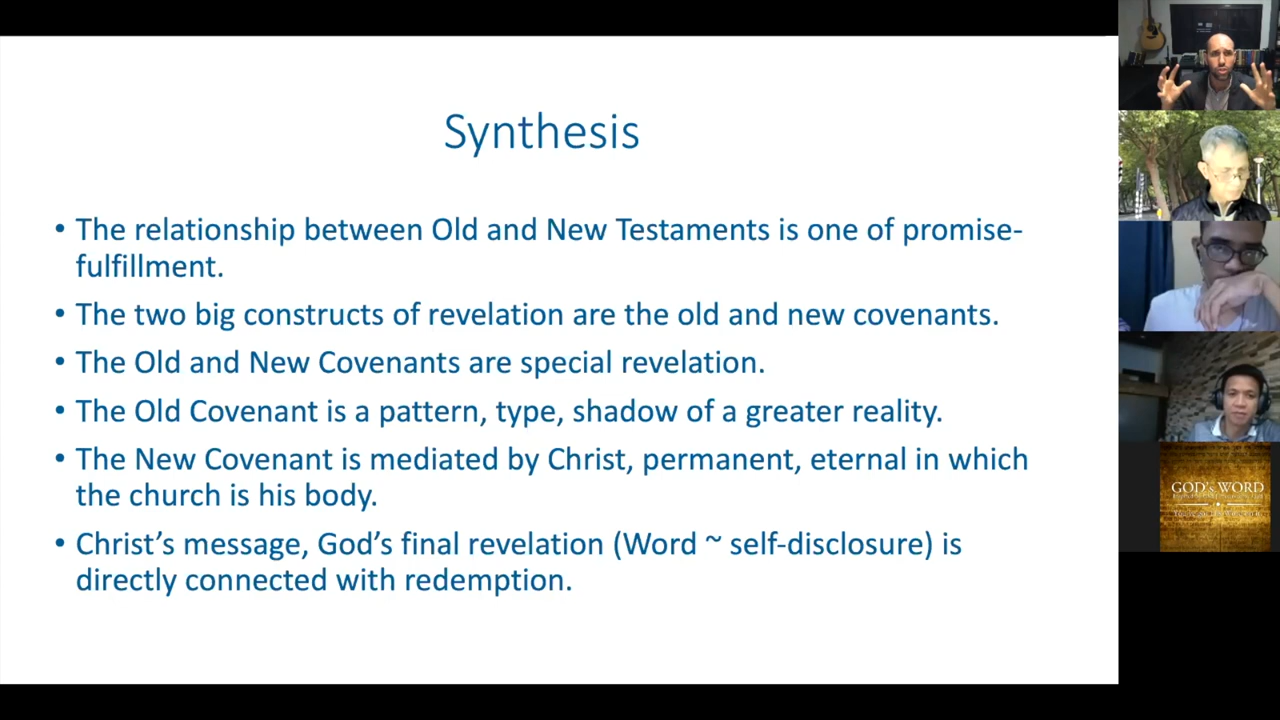 Synthesis
• The relationship between Old and New Testaments is one of promise-
fulfillment.
• The two big constructs of revelation are the old and new covenants.
• The Old and New Covenants are special revelation.
• The Old Covenant is a pattern, type, shadow of a greater reality.
• The New Covenant is mediated by Christ, permanent, eternal in which
the church is his body.
• Christ’s message, God’s final revelation (Word ~ self-disclosure) is
directly connected with redemption.
GOD's WORD